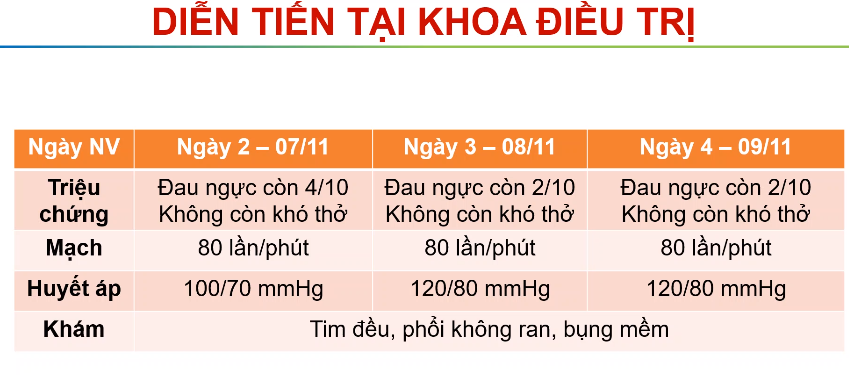 DIỄN TIẾN TẠI KHOA ĐIỀU TRỊ
Ngày NV Ngày 2 – 07/11 Ngày 3 – 08/11 Ngày 4 – 09/11
Triệu chứng Đau ngực còn 4/10 Đau ngực còn 2/10 Đau ngực còn 2/10
Không còn khó thở Không còn khó thở Không còn khó thở
Mạch 80 lần/phút 80 lần/phút 80 lần/phút
Huyết áp 100/70 mmHg 120/80 mmHg 120/80 mmHg
Khám Tim đều, phổi không ran, bụng mềm